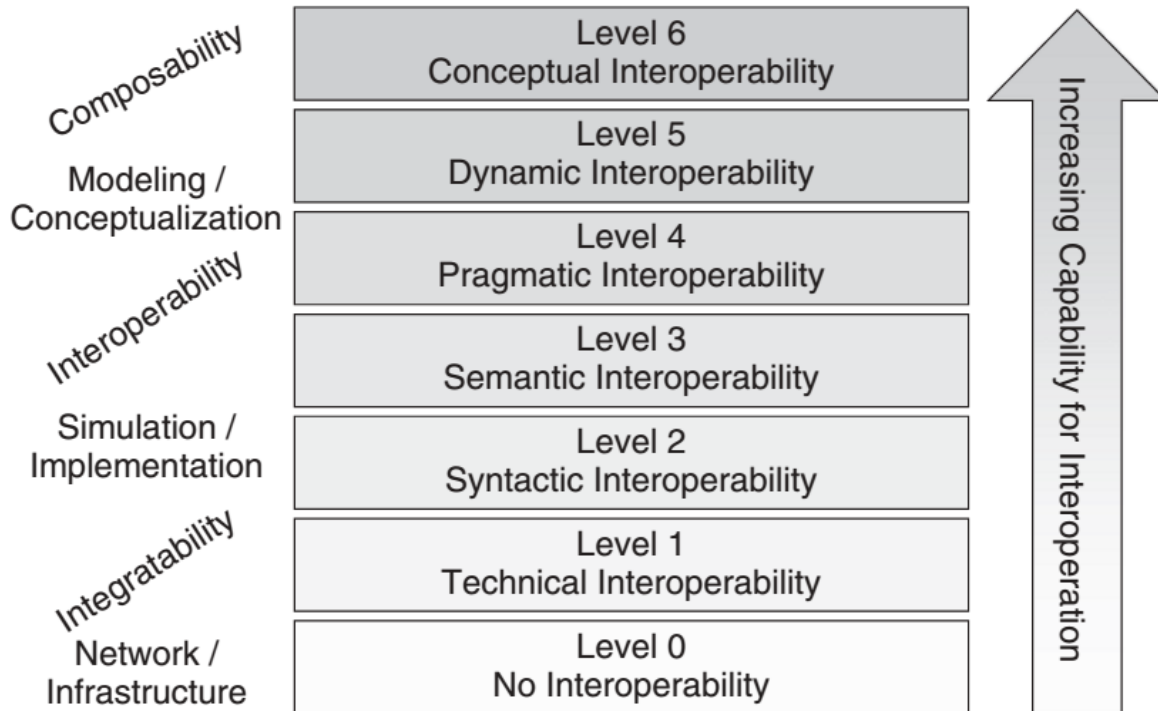 Composability
Modeling /
Conceptualization
Interoperability
Simulation /
Implementation
Integratability
Network /
Infrastructure
Level 6
Conceptual Interoperability
Level 5
Dynamic Interoperability
Level 4
Pragmatic Interoperability
Level 3
Semantic Interoperability
Level 2
Syntactic Interoperability
Level 1
Technical Interoperability
Level 0
No Interoperability
Increasing Capability for Interoperation